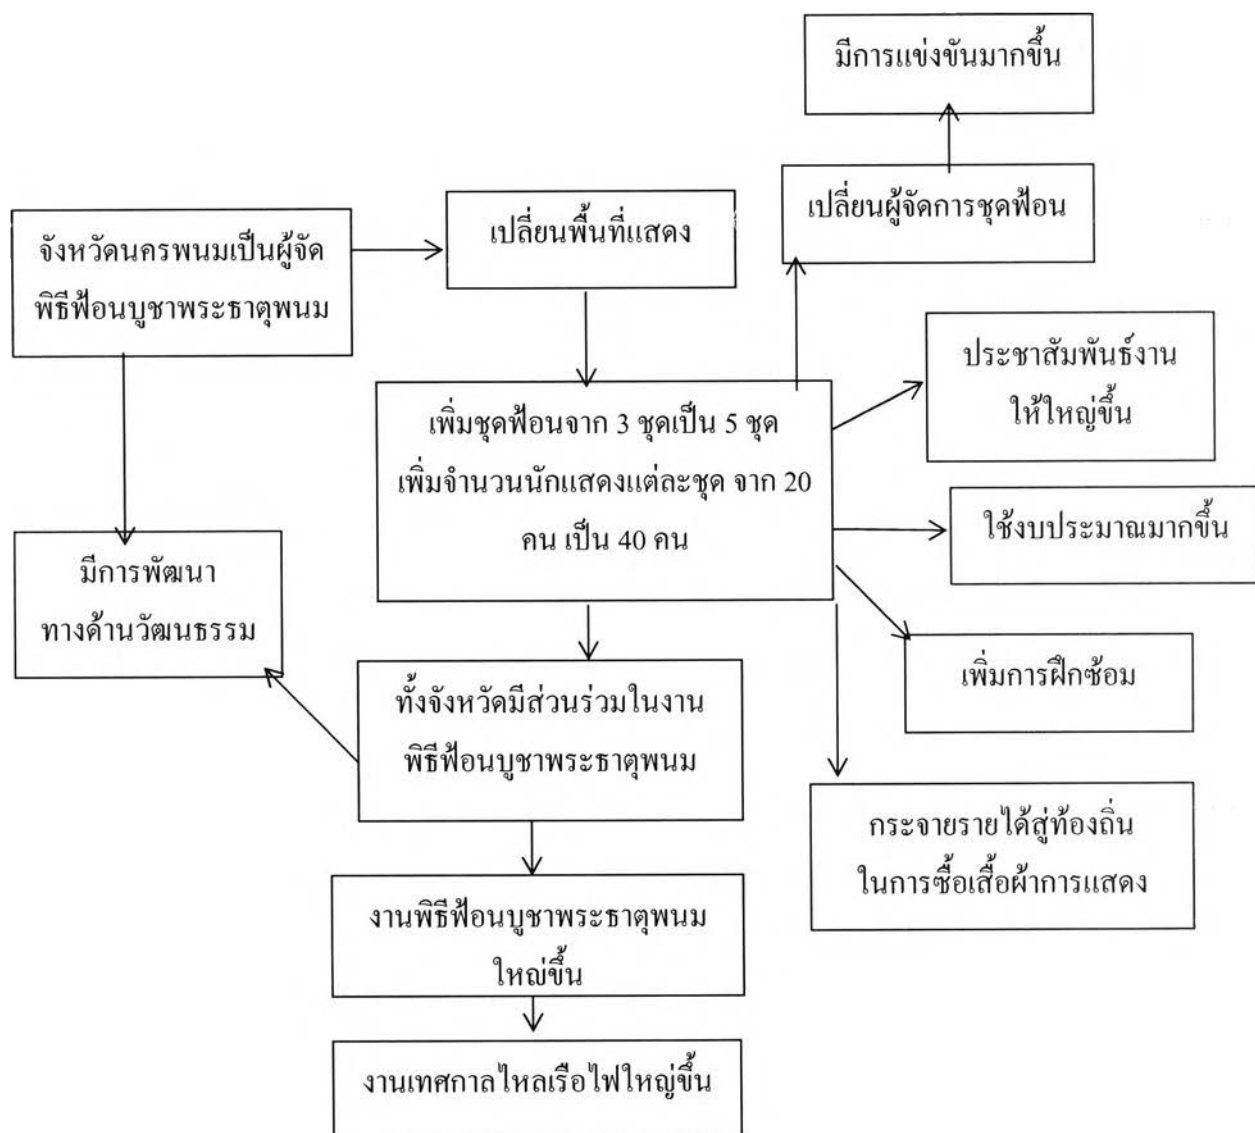 มีการแข่งขันมากขึ้น
เปลี่ยนผู้จัดการชุดฟ้อน
เปลี่ยนพื้นที่แสดง
จังหวัดนครพนมเป็นผู้จัด
พิธีฟ้อนบูชาพระธาตุพนม
ประชาสัมพันธ์งาน
ให้ใหญ่ขึ้น
เพิ่มชุดฟ้อนจาก 3 ชุดเป็น 5 ชุด
เพิ่มจำนวนนักแสดงแต่ละชุด จาก 20
คน เป็น 40 คน
ใช้งบประมาณมากขึ้น
มีการพัฒนา
ทางด้านวัฒนธรรม
เพิ่มการฝึกซ้อม
ทั้งจังหวัดมีส่วนร่วมในงาน
พิธีฟ้อนบูชาพระธาตุพนม
กระจายรายได้สู่ท้องถิ่น
ในการซื้อเสื้อผ้าการแสดง
งานพิธีฟ้อนบูชาพระธาตุพนม
ใหญ่ขึ้น
งานเทศกาลไหลเรือไฟใหญ่ขึ้น